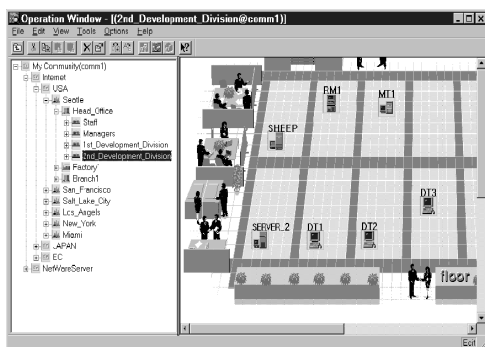 Operation Window - [(2nd_Development_Division@comm1)]
File Edit View Tools Options Help
My Community(comm1)
Internet
USA
Seatle
Head_Office
Staff
Managers
1st_Development_Division
2nd_Development_Division
Factory
Branch1
San_Francisco
Salt_Lake_City
Los_Angels
New_York
Miami
JAPAN
EC
NetWareServer
RM1
MT1
SHEEP
DT3
SERVER_2
DT1
DT2
floor
Edit